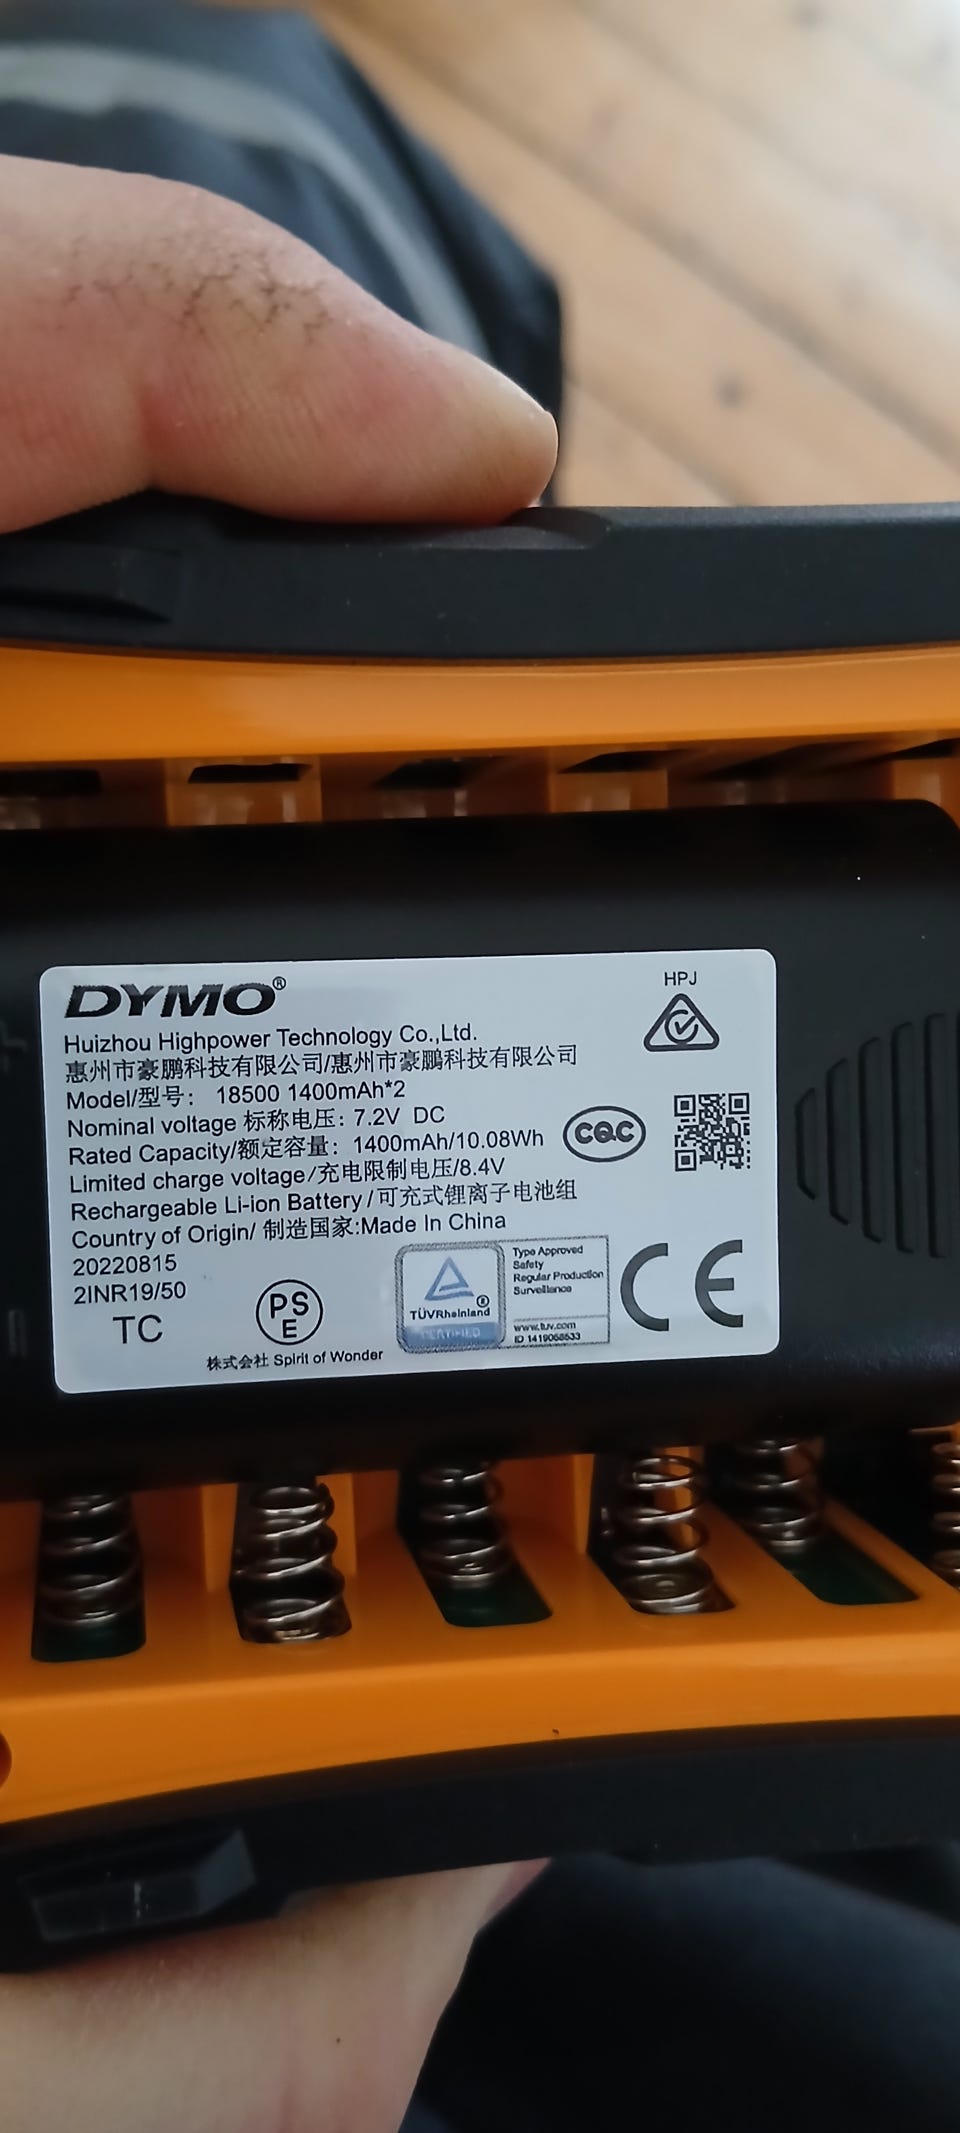 DYMO®
Huizhou Highpower Technology Co.,Ltd.
惠州市豪鹏科技有限公司/惠州市豪鵬科技有限公司
Model/型号： 18500 1400mAh*2
Nominal voltage 标称电压: 7.2V DC
Rated Capacity/额定容量： 1400mAh/10.08Wh
Limited charge voltage/充电限制电压/8.4V
Rechargeable Li-ion Battery/可充式锂离子电池组
Country of Origin/ 制造国家:Made In China
20220815
2INR19/50
TC
PS
E
株式会社 Spirit of Wonder
HPJ
CQC
TÜVRheinland®
CERTIFIED
Type Approved
Safety
Regular Production
Surveillance
www.tuv.com
ID 1419068533
CE